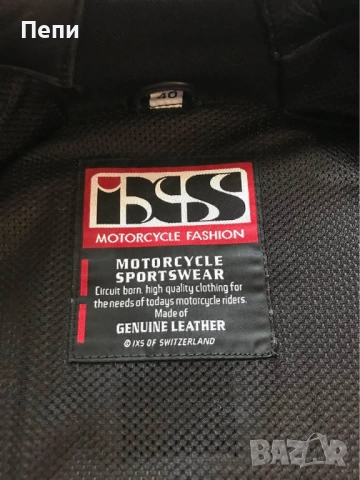 Пепи
40
iXS
MOTORCYCLE FASHION
MOTORCYCLE
SPORTSWEAR
Circuit born, high quality clothing for
the needs of todays motorcycle riders.
Made of
GENUINE LEATHER
© IXS OF SWITZERLAND
BAZAR